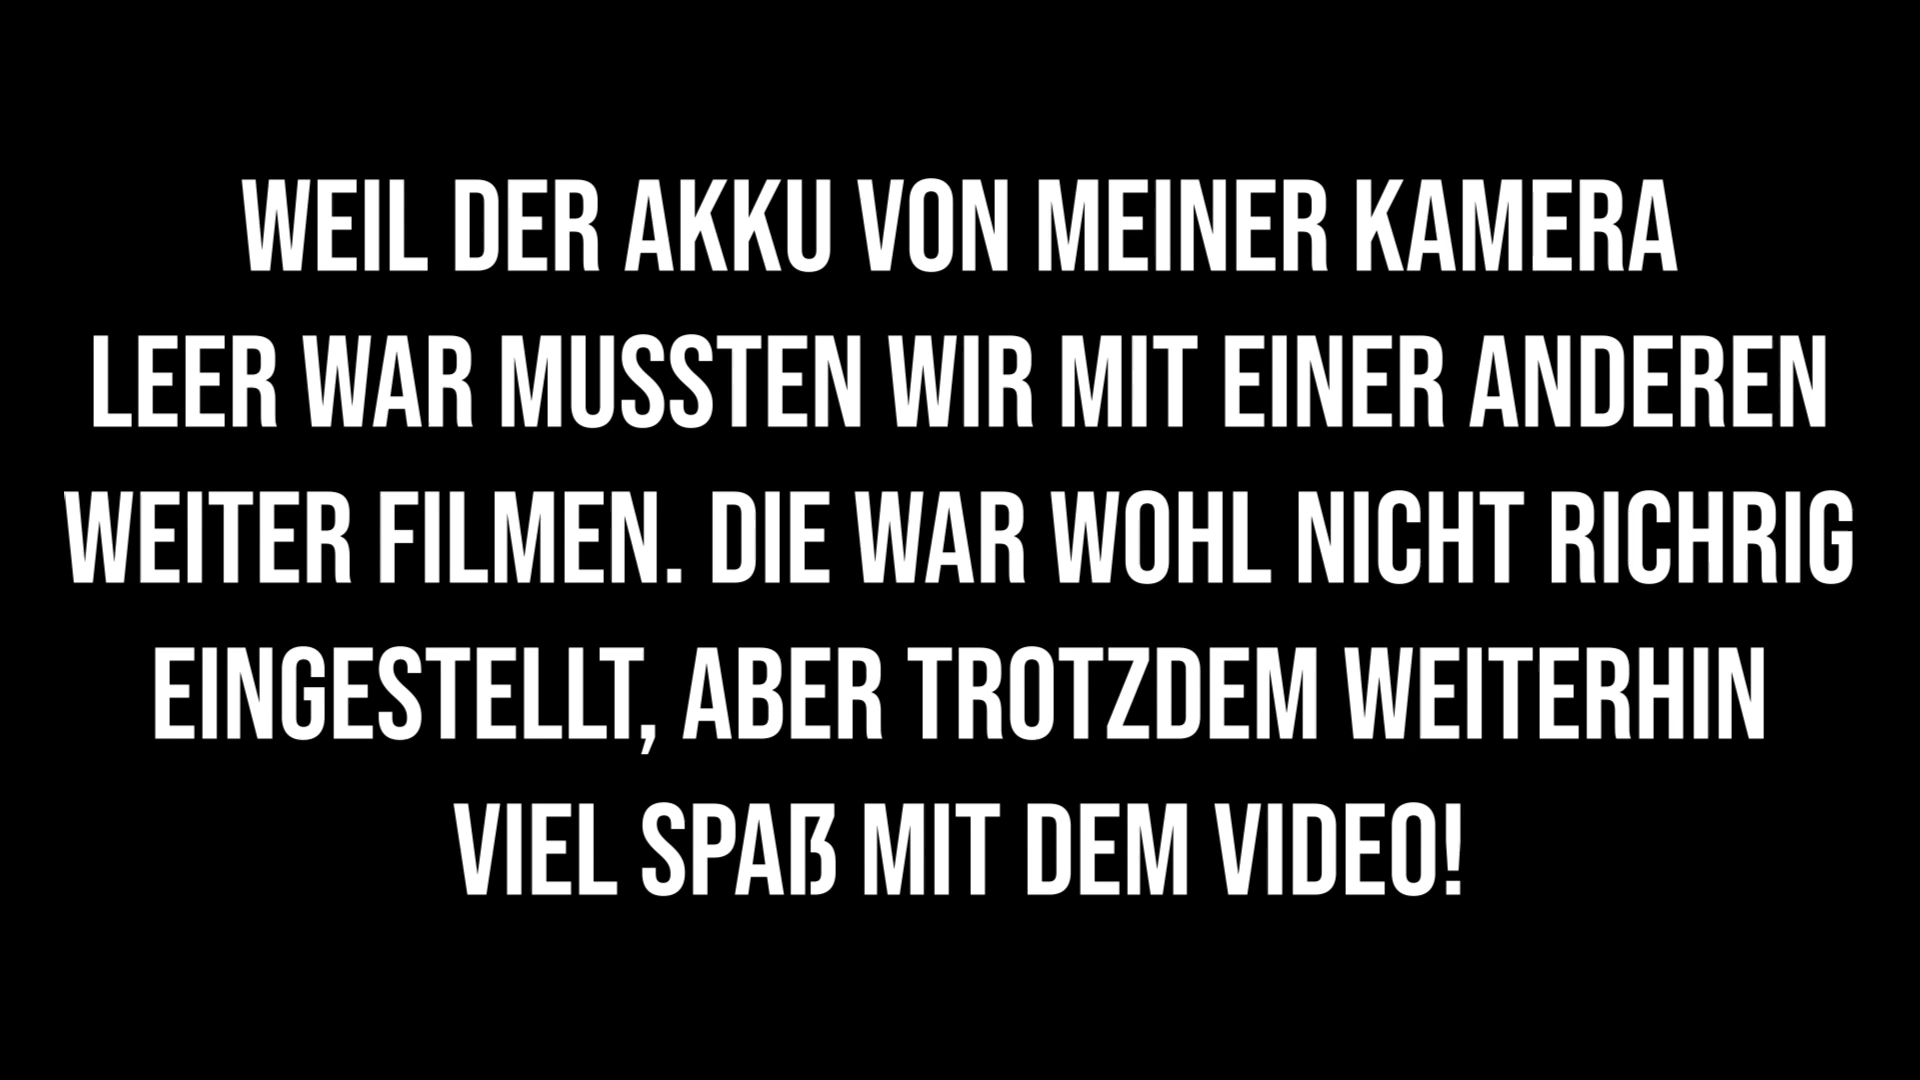 WEIL DER AKKU VON MEINER KAMERA
LEER WAR MUSSTEN WIR MIT EINER ANDEREN
WEITER FILMEN. DIE WAR WOHL NICHT RICHRIG
EINGESTELLT, ABER TROTZDEM WEITERHIN
VIEL SPAß MIT DEM VIDEO!